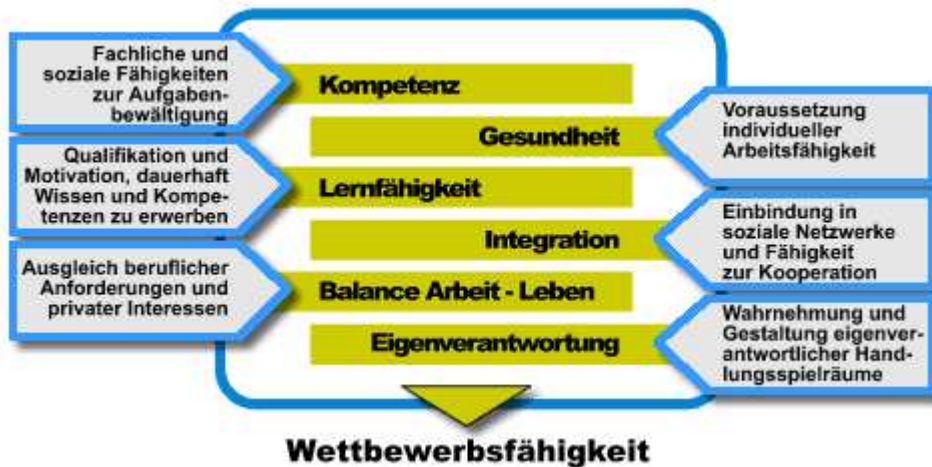 Fachliche und
soziale Fähigkeiten
zur Aufgaben-
bewältigung
Kompetenz
Gesundheit
Voraussetzung
individueller
Arbeitsfähigkeit
Qualifikation und
Motivation, dauerhaft
Wissen und Kompe-
tenzen zu erwerben
Lernfähigkeit
Integration
Einbindung in
soziale Netzwerke
und Fähigkeit
zur Kooperation
Ausgleich beruflicher
Anforderungen und
privater Interessen
Balance Arbeit - Leben
Eigenverantwortung
Wahrnehmung und
Gestaltung eigenver-
antwortlicher Hand-
lungsspielräume
Wettbewerbsfähigkeit